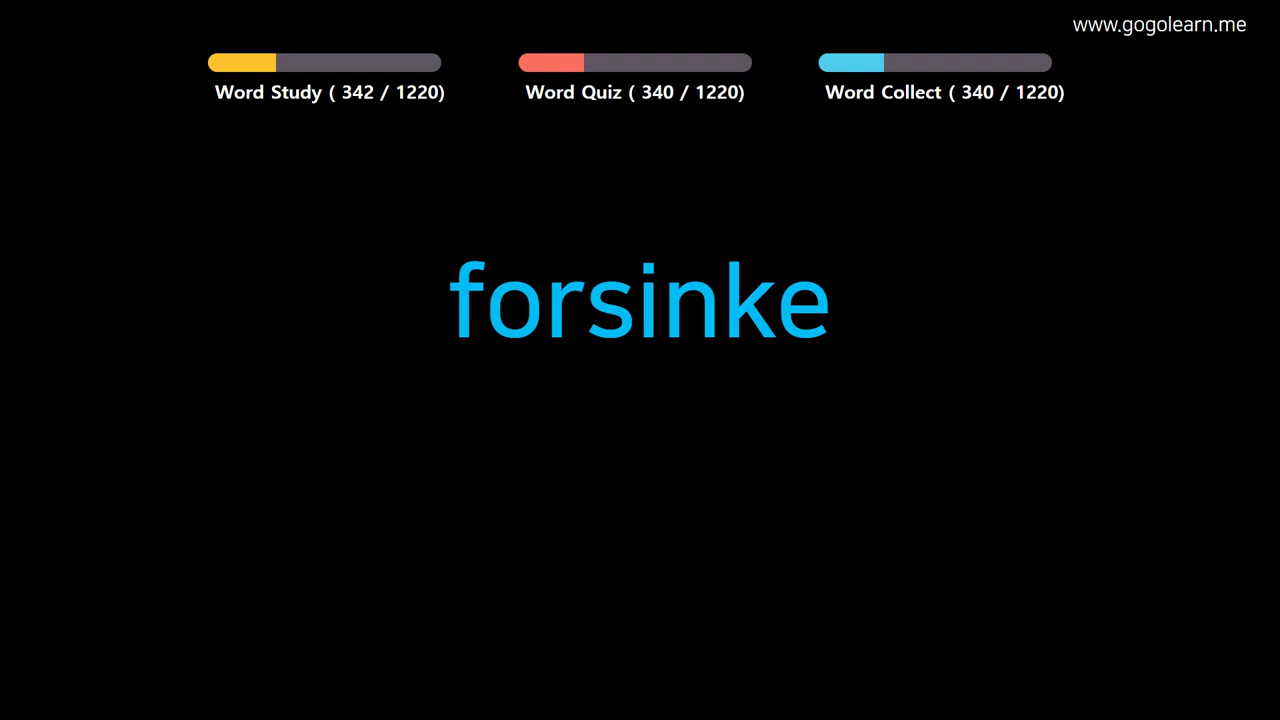 www.gogolearn.me
Word Study ( 342 / 1220)
Word Quiz ( 340 / 1220)
Word Collect ( 340 / 1220)
forsinke